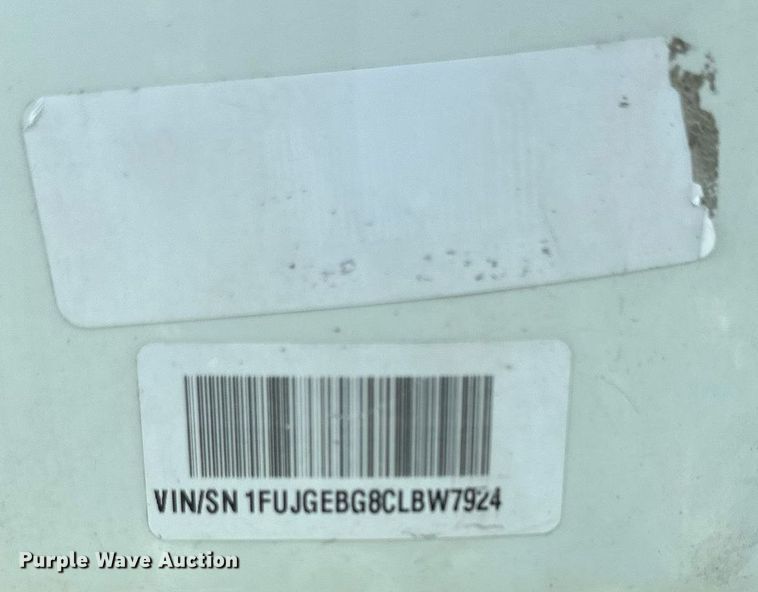 VIN/SN 1FUJGEBG8CLBW7924
Purple Wave Auction